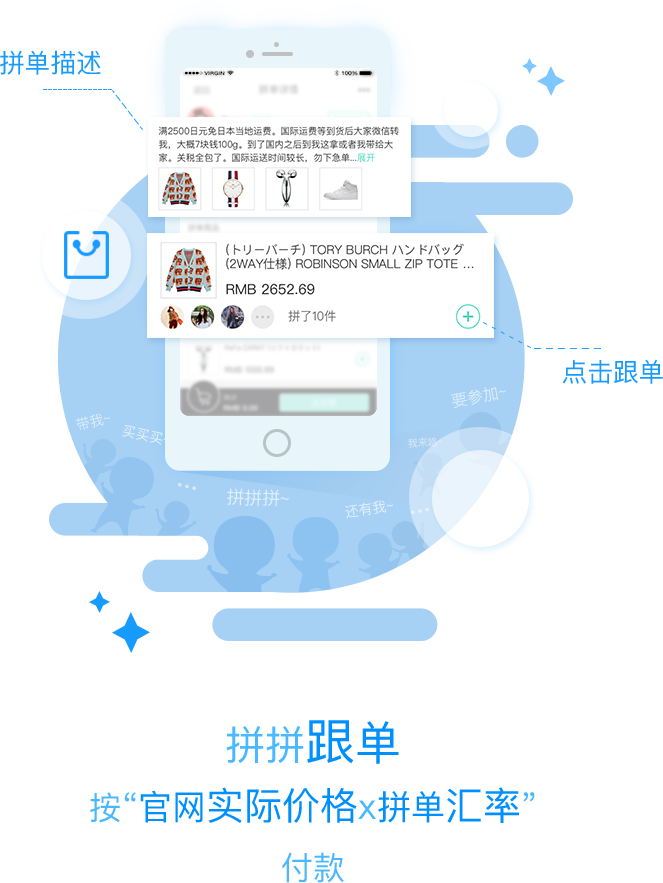 拼单描述
VIRGIN
100%
拼单详情
满2500日元免日本当地运费。国际运费等到货后大家微信转
我，大概7块钱100g。到了国内之后到我这拿或者我带给大
家。关税全包了。国际运送时间较长，勿下急单...展开
(トリーバーチ) TORY BURCH ハンドバッグ
(2WAY仕様) ROBINSON SMALL ZIP TOTE ...
RMB 2652.69
拼了10件
点击跟单
要参加~
带我~
买买买~
我来啦
拼拼拼~
还有我~
拼拼跟单
按“官网实际价格x拼单汇率”
付款